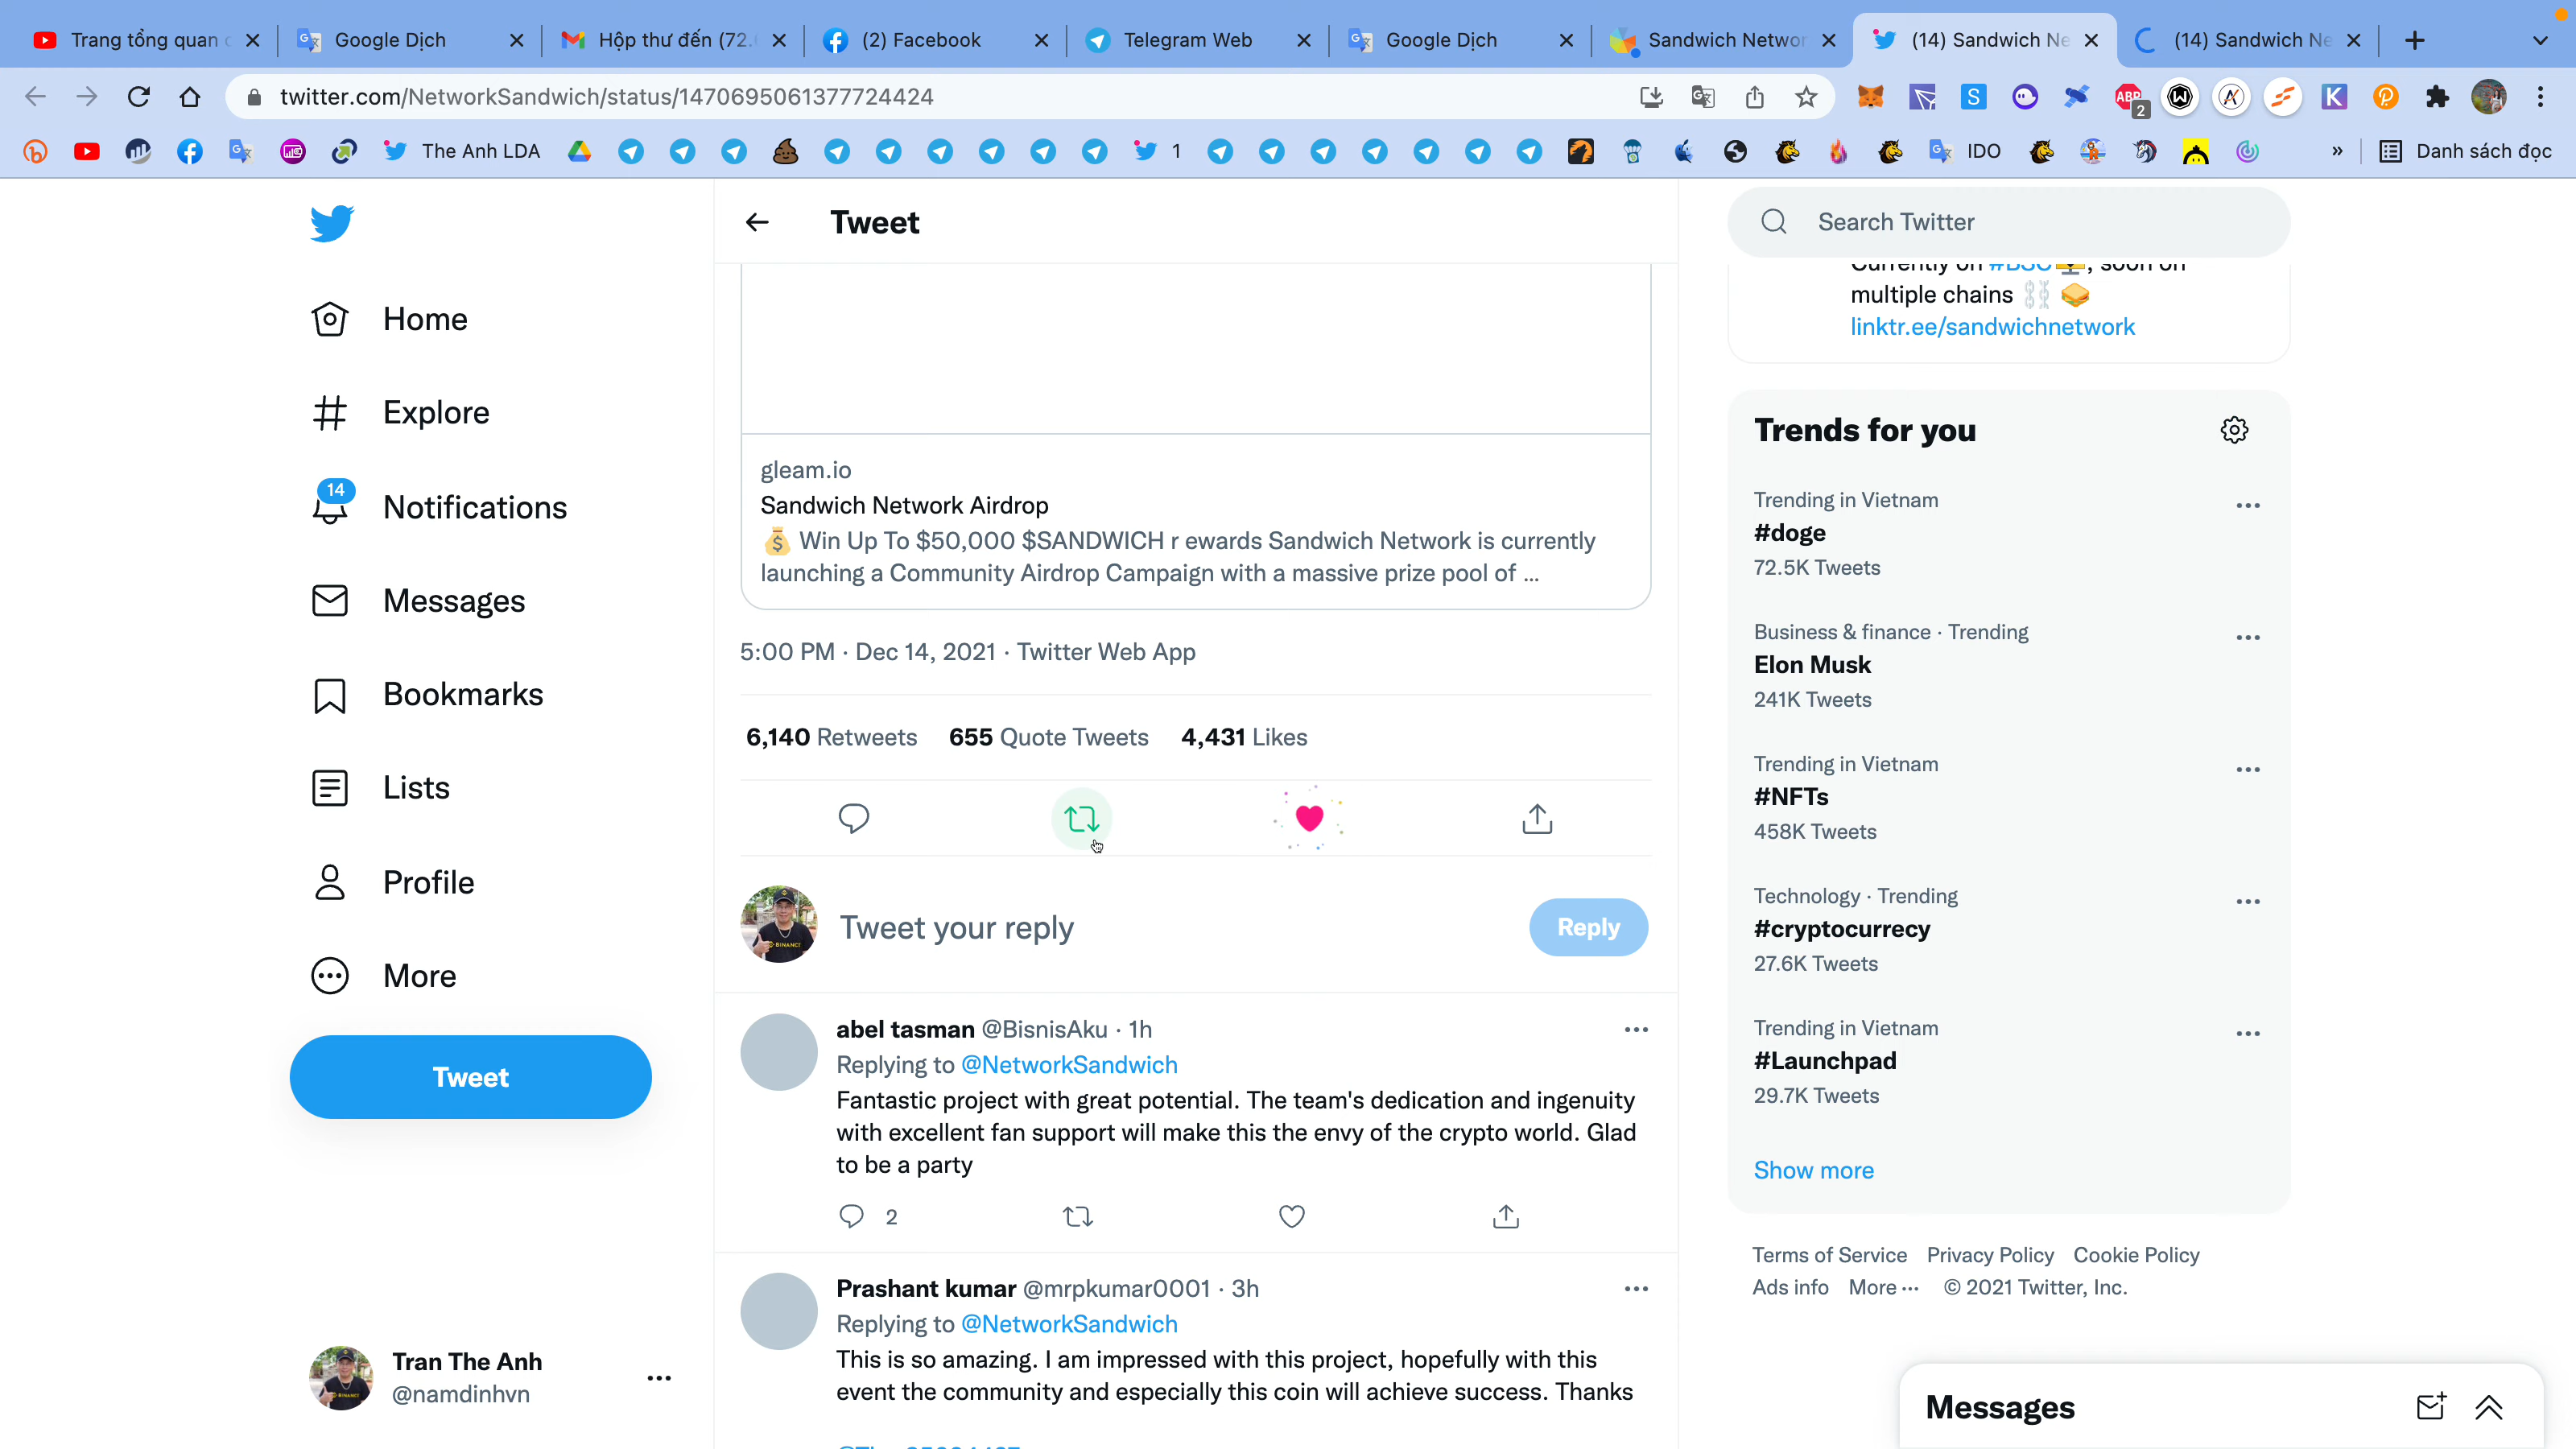 Trang tổng quan
Google Dịch
Hộp thư đến (72.
(2) Facebook
Telegram Web
Google Dịch
Sandwich Networ
(14) Sandwich Ne
(14) Sandwich Ne
twitter.com/NetworkSandwich/status/1470695061377724424
ABP
2
The Anh LDA
1
IDO
»
Danh sách đọc
Home
Explore
14
Notifications
Messages
Bookmarks
Lists
Profile
More
Tweet
Tran The Anh
@namdinhvn
Tweet
gleam.io
Sandwich Network Airdrop
💰 Win Up To $50,000 $SANDWICH r ewards Sandwich Network is currently
launching a Community Airdrop Campaign with a massive prize pool of ...
5:00 PM · Dec 14, 2021 · Twitter Web App
6,140 Retweets 655 Quote Tweets 4,431 Likes
Tweet your reply
Reply
abel tasman @BisnisAku · 1h
Replying to @NetworkSandwich
Fantastic project with great potential. The team's dedication and ingenuity
with excellent fan support will make this the envy of the crypto world. Glad
to be a party
2
Prashant kumar @mrpkumar0001 · 3h
Replying to @NetworkSandwich
This is so amazing. I am impressed with this project, hopefully with this
event the community and especially this coin will achieve success. Thanks
Search Twitter
Currently on #BSC, soon on
multiple chains ⛓ 🥪
linktr.ee/sandwichnetwork
Trends for you
Trending in Vietnam
#doge
72.5K Tweets
Business & finance · Trending
Elon Musk
241K Tweets
Trending in Vietnam
#NFTs
458K Tweets
Technology · Trending
#cryptocurrecy
27.6K Tweets
Trending in Vietnam
#Launchpad
29.7K Tweets
Show more
Terms of Service Privacy Policy Cookie Policy
Ads info More ··· © 2021 Twitter, Inc.
Messages